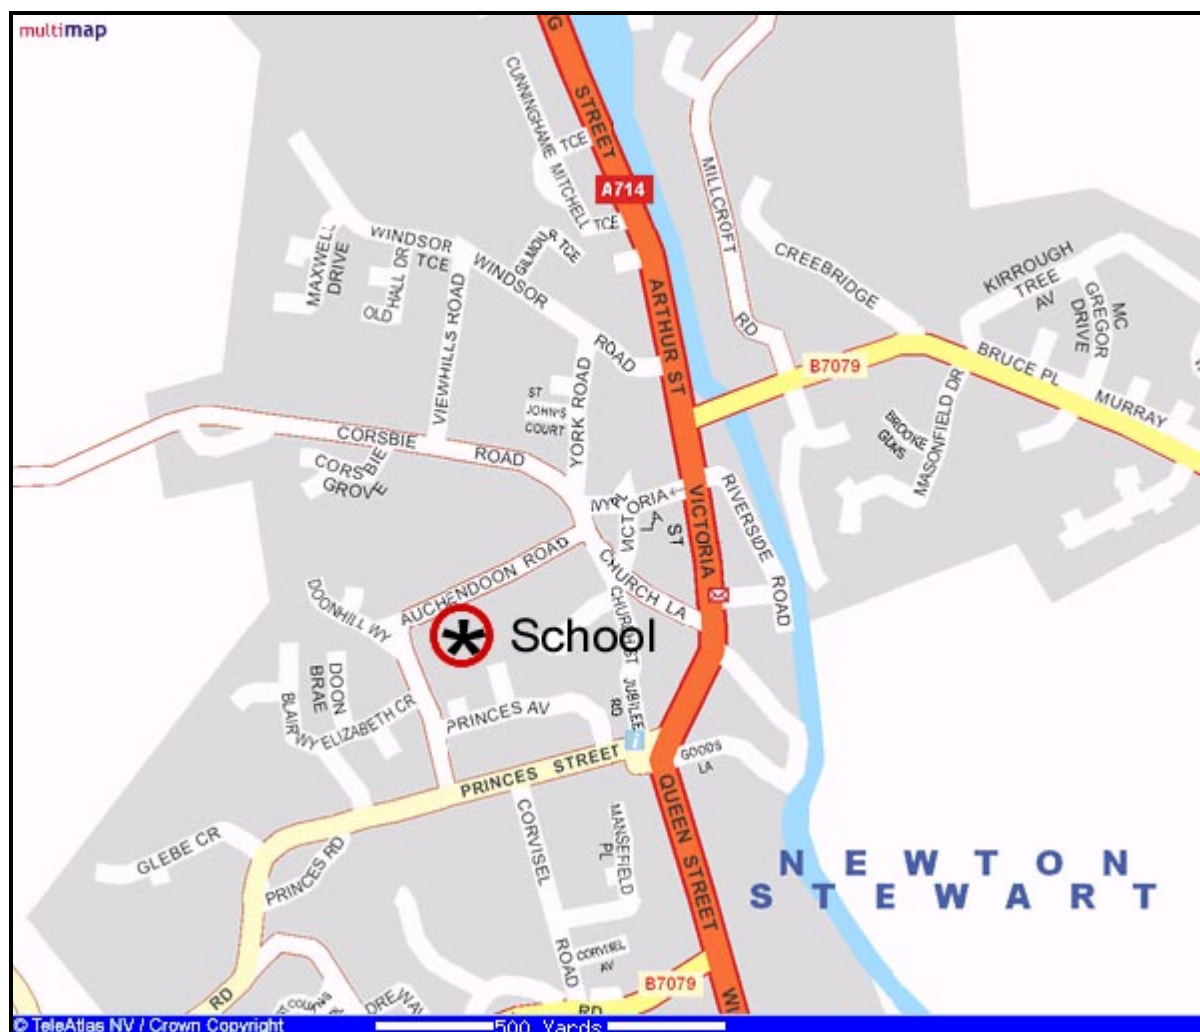 multimap
G STREET
CUNNINGHAME TCE
MITCHELL TCE
A714
MILLCROFT RD
WINDSOR TCE
MAXWELL DRIVE
OLD HALL DR
GILMOUR TCE
WINDSOR ROAD
CREEBRIDGE
KIRROUGH TREE AV
MC GREGOR DRIVE
VIEWHILLS ROAD
ARTHUR ST
B7079
BRUCE PL
MURRAY
ST JOHN'S COURT
YORK ROAD
BROOKE GDNS
MASONFIELD DR
CORSBIE ROAD
CORSBIE GROVE
IVY PL
VICTORIA LA
ST
VICTORIA
RIVERSIDE ROAD
AUCHENDOON ROAD
CHURCH LA
CHURCH ST
DOONHILL WY
School
DOON BRAE
BLAIR WY
ELIZABETH CR
PRINCES AV
JUBILEE RD
GOODS LA
PRINCES STREET
QUEEN STREET
CORVISEL ROAD
MANSEFIELD PL
GLEBE CR
PRINCES RD
NEWTON
STEWART
CORVISEL AV
B7079
RD
RD
WI
© TeleAtlas NV / Crown Copyright
500 Yards